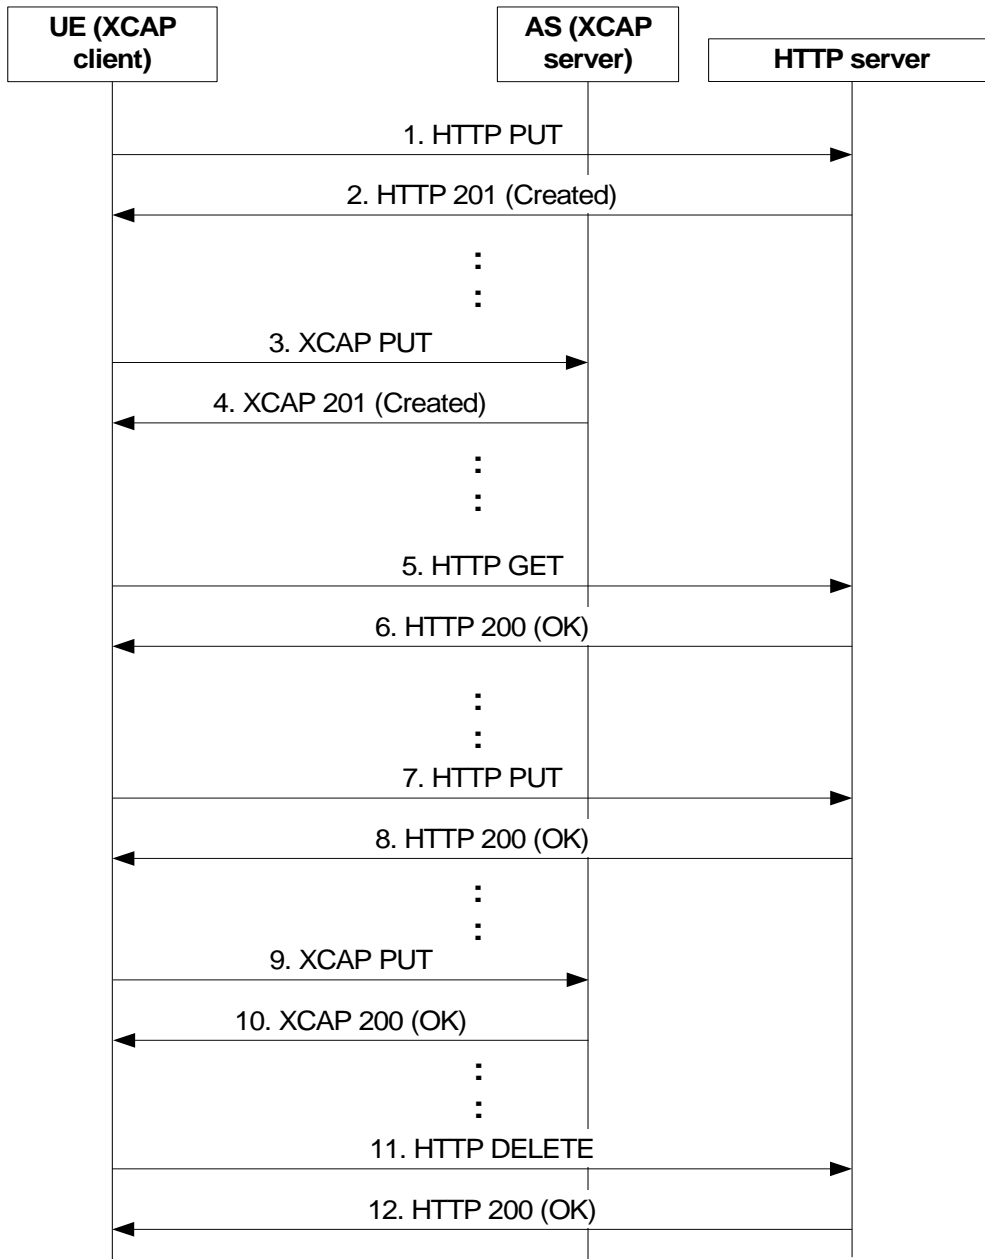 UE (XCAP
client)
AS (XCAP
server)
HTTP server
1. HTTP PUT
2. HTTP 201 (Created)
:
:
3. XCAP PUT
4. XCAP 201 (Created)
:
:
5. HTTP GET
6. HTTP 200 (OK)
:
:
7. HTTP PUT
8. HTTP 200 (OK)
:
:
9. XCAP PUT
10. XCAP 200 (OK)
:
:
11. HTTP DELETE
12. HTTP 200 (OK)